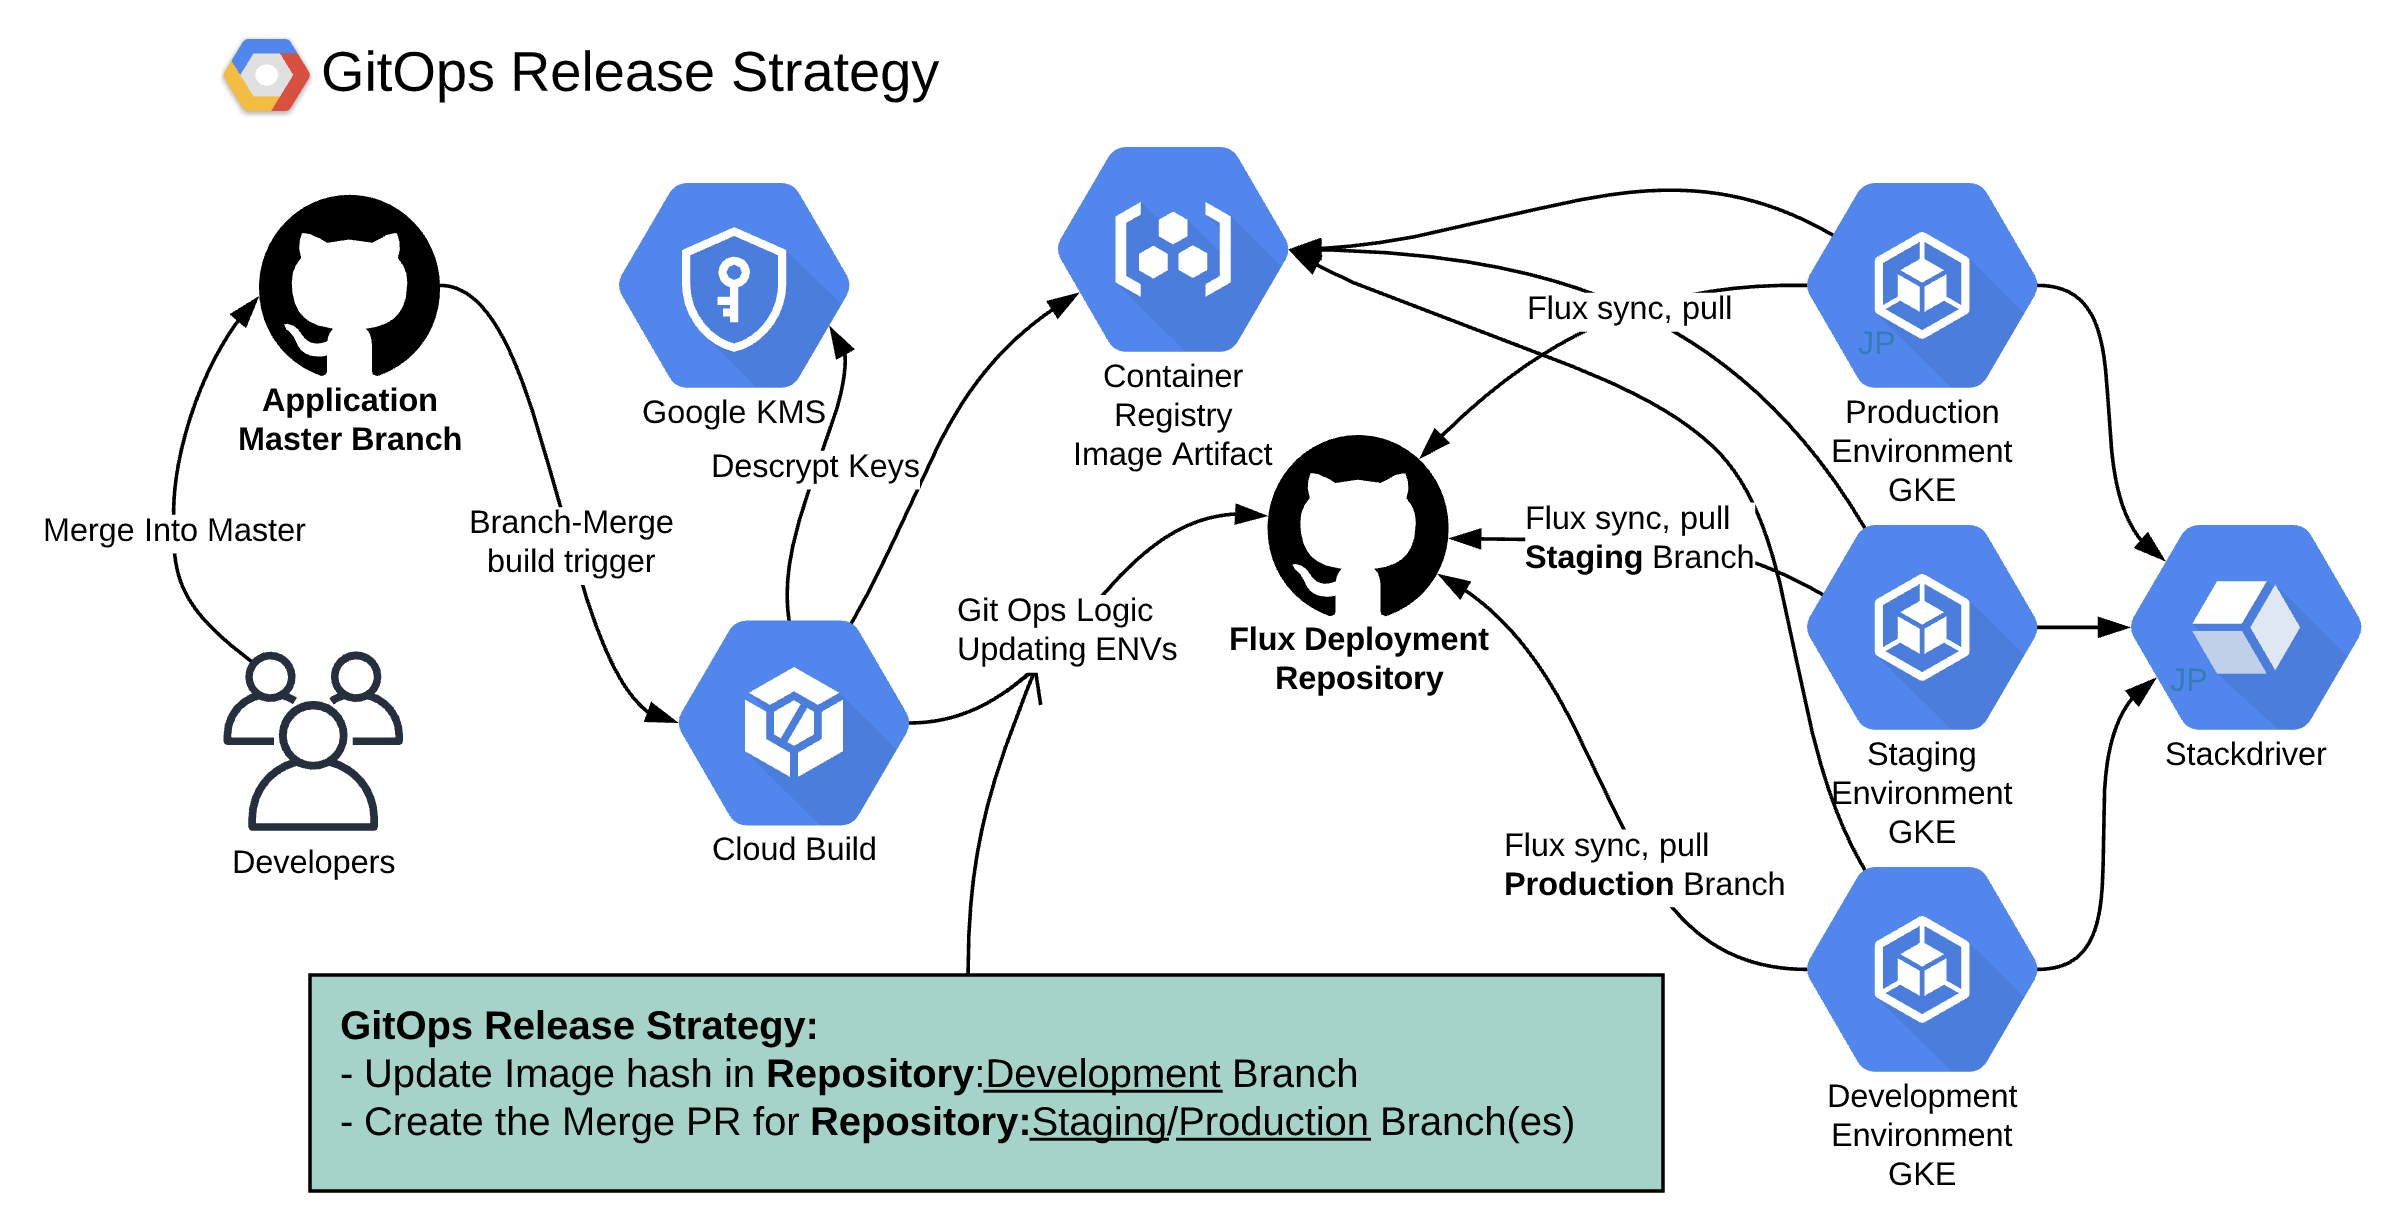 GitOps Release Strategy
Application
Master Branch
Merge Into Master
Developers
Branch-Merge
build trigger
Google KMS
Descrypt Keys
Cloud Build
Container
Registry
Image Artifact
Git Ops Logic
Updating ENVs
Flux Deployment
Repository
Flux sync, pull
Flux sync, pull
Staging Branch
Flux sync, pull
Production Branch
JP
Production
Environment
GKE
Staging
Environment
GKE
Development
Environment
GKE
JP
Stackdriver
GitOps Release Strategy:
- Update Image hash in Repository:Development Branch
- Create the Merge PR for Repository:Staging/Production Branch(es)